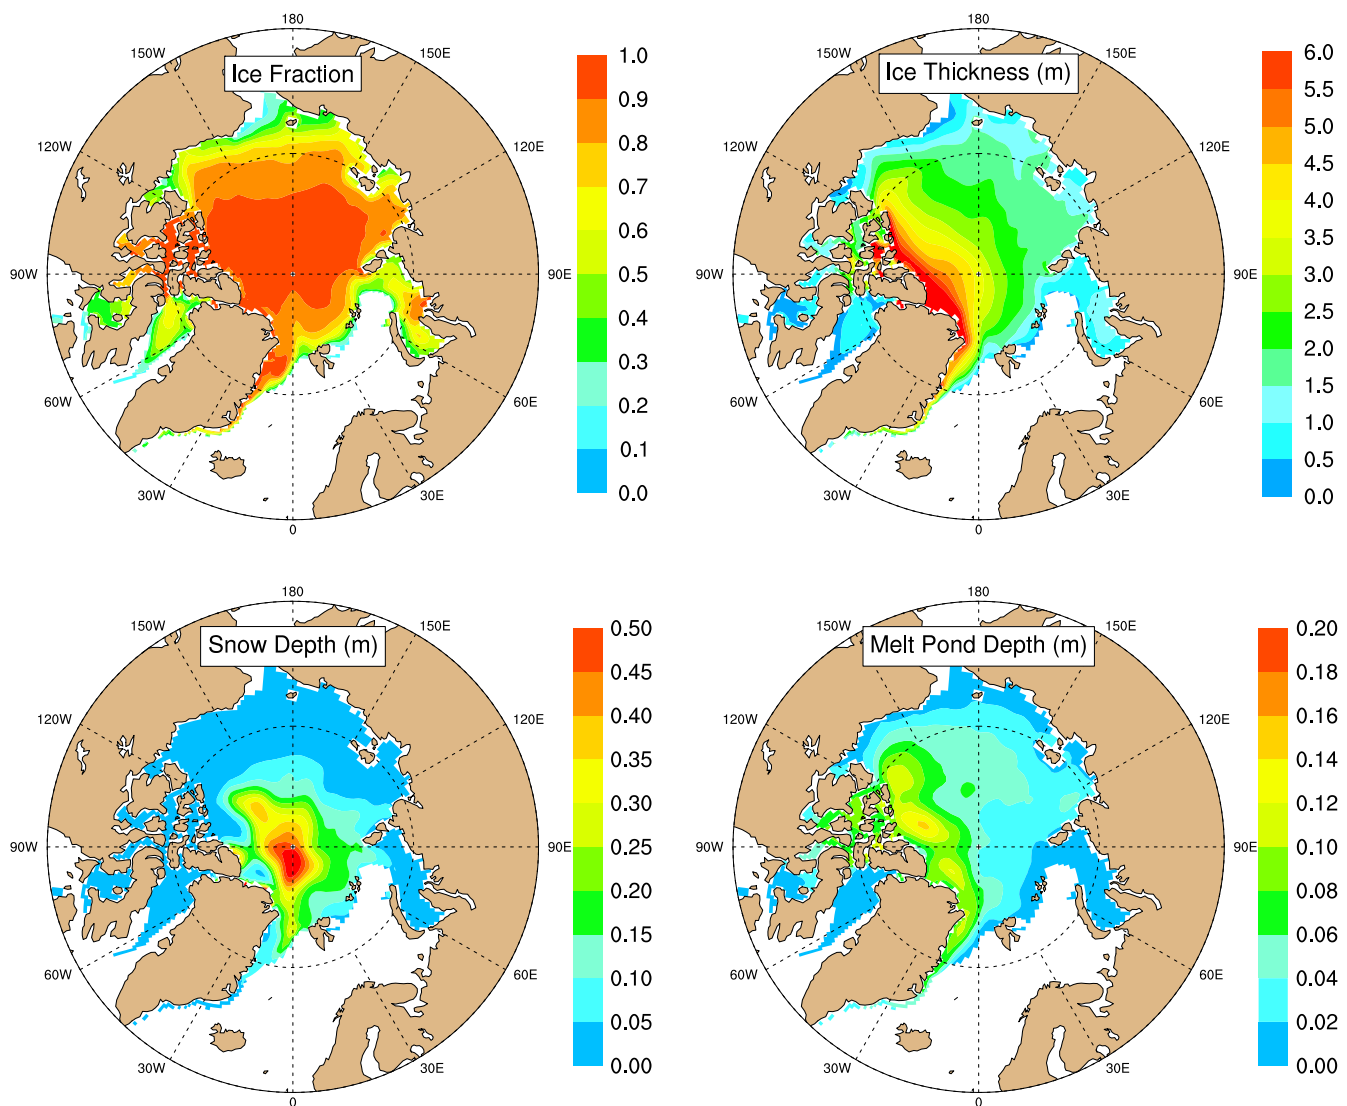 180
150W
150E
Ice Fraction
120W
120E
90W
90E
60W
60E
30W
30E
0
1.0
0.9
0.8
0.7
0.6
0.5
0.4
0.3
0.2
0.1
0.0
180
150W
150E
Ice Thickness (m)
120W
120E
90W
90E
60W
60E
30W
30E
0
6.0
5.5
5.0
4.5
4.0
3.5
3.0
2.5
2.0
1.5
1.0
0.5
0.0
180
150W
150E
Snow Depth (m)
120W
120E
90W
90E
60W
60E
30W
30E
0
0.50
0.45
0.40
0.35
0.30
0.25
0.20
0.15
0.10
0.05
0.00
180
150W
150E
Melt Pond Depth (m)
120W
120E
90W
90E
60W
60E
30W
30E
0
0.20
0.18
0.16
0.14
0.12
0.10
0.08
0.06
0.04
0.02
0.00